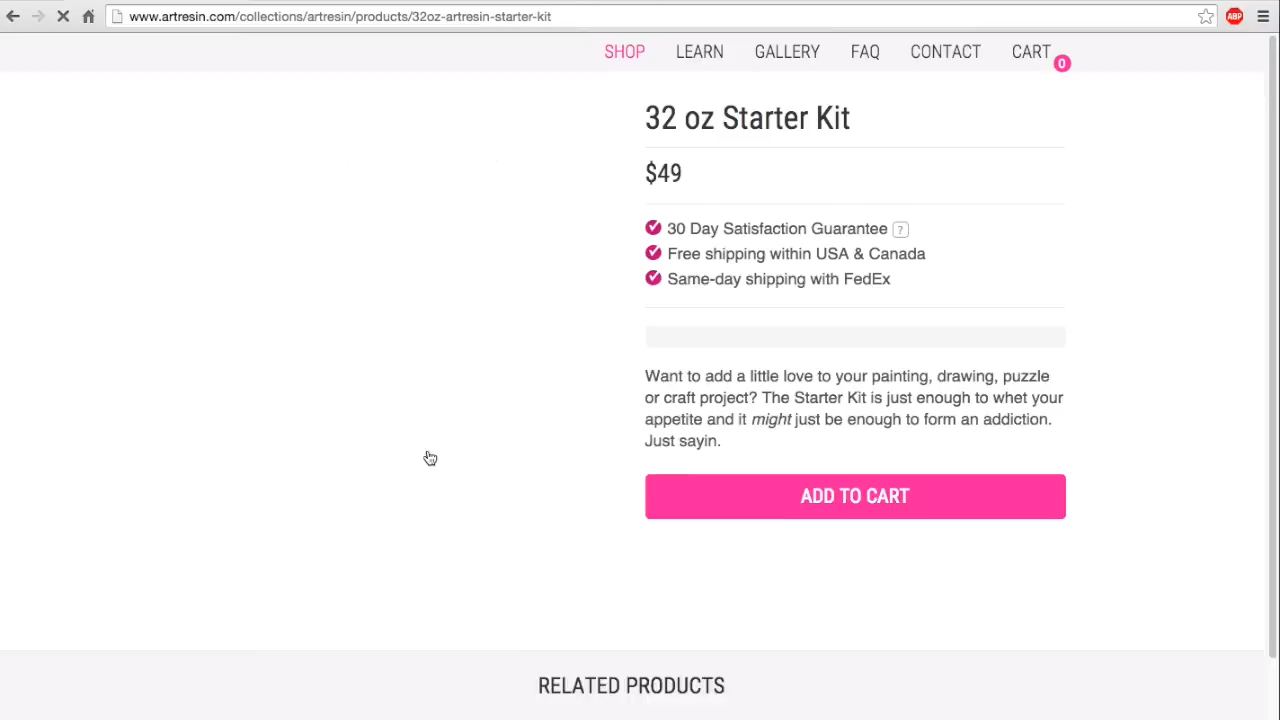 www.artresin.com/collections/artresin/products/32oz-artresin-starter-kit
ABP
SHOP LEARN GALLERY FAQ CONTACT CART 0
32 oz Starter Kit
$49
30 Day Satisfaction Guarantee ?
Free shipping within USA & Canada
Same-day shipping with FedEx
Want to add a little love to your painting, drawing, puzzle
or craft project? The Starter Kit is just enough to whet your
appetite and it might just be enough to form an addiction.
Just sayin.
ADD TO CART
RELATED PRODUCTS